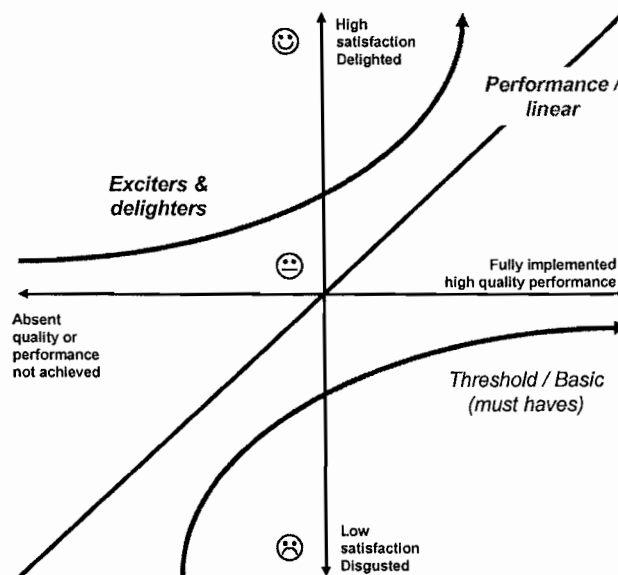 High
satisfaction
Delighted
Performance /
linear
Exciters &
delighters
Fully implemented
high quality performance
Absent
quality or
performance
not achieved
Threshold / Basic
(must haves)
Low
satisfaction
Disgusted